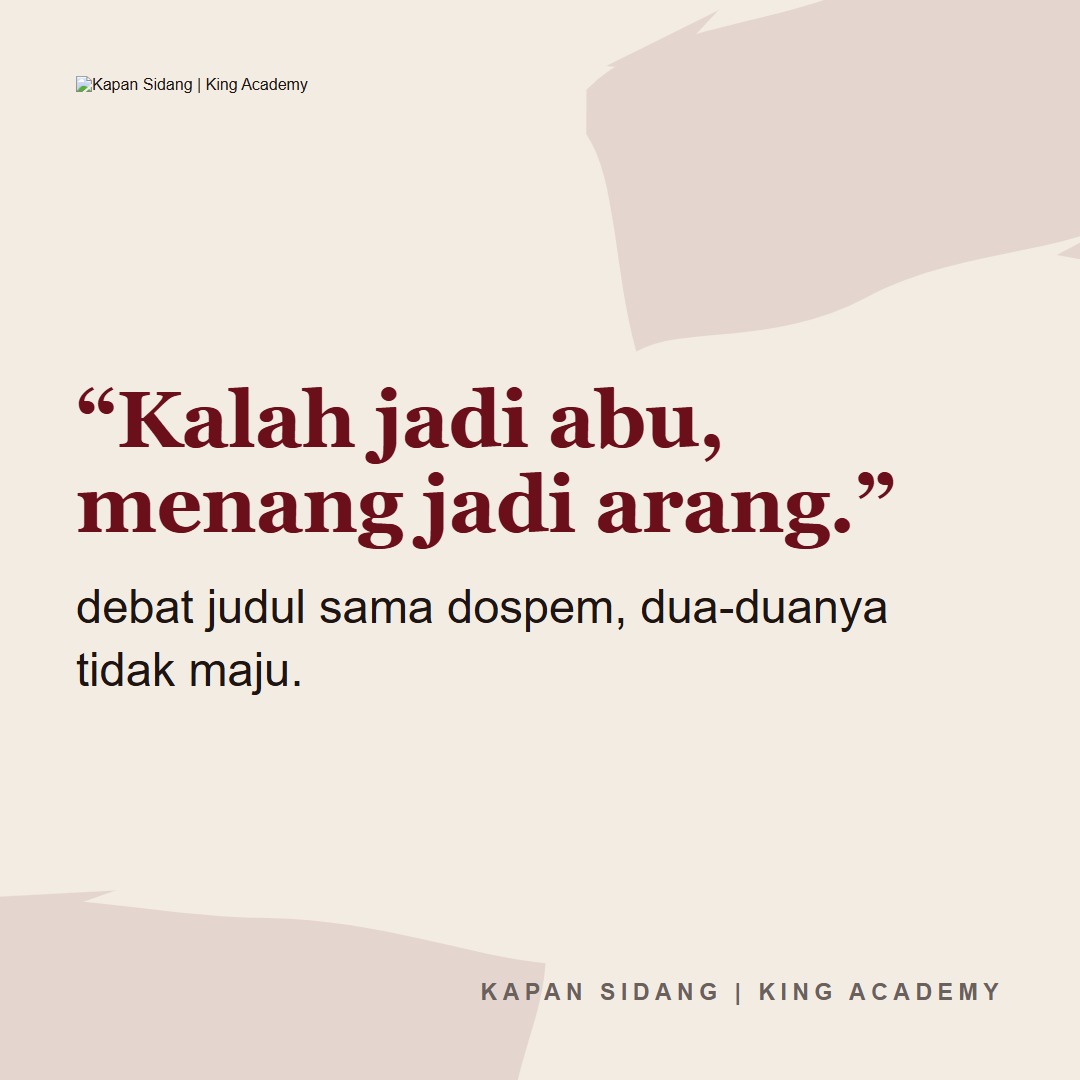 Kapan Sidang | King Academy
“Kalah jadi abu,
menang jadi arang.”
debat judul sama dospem, dua-duanya
tidak maju.
KAPAN SIDANG | KING ACADEMY